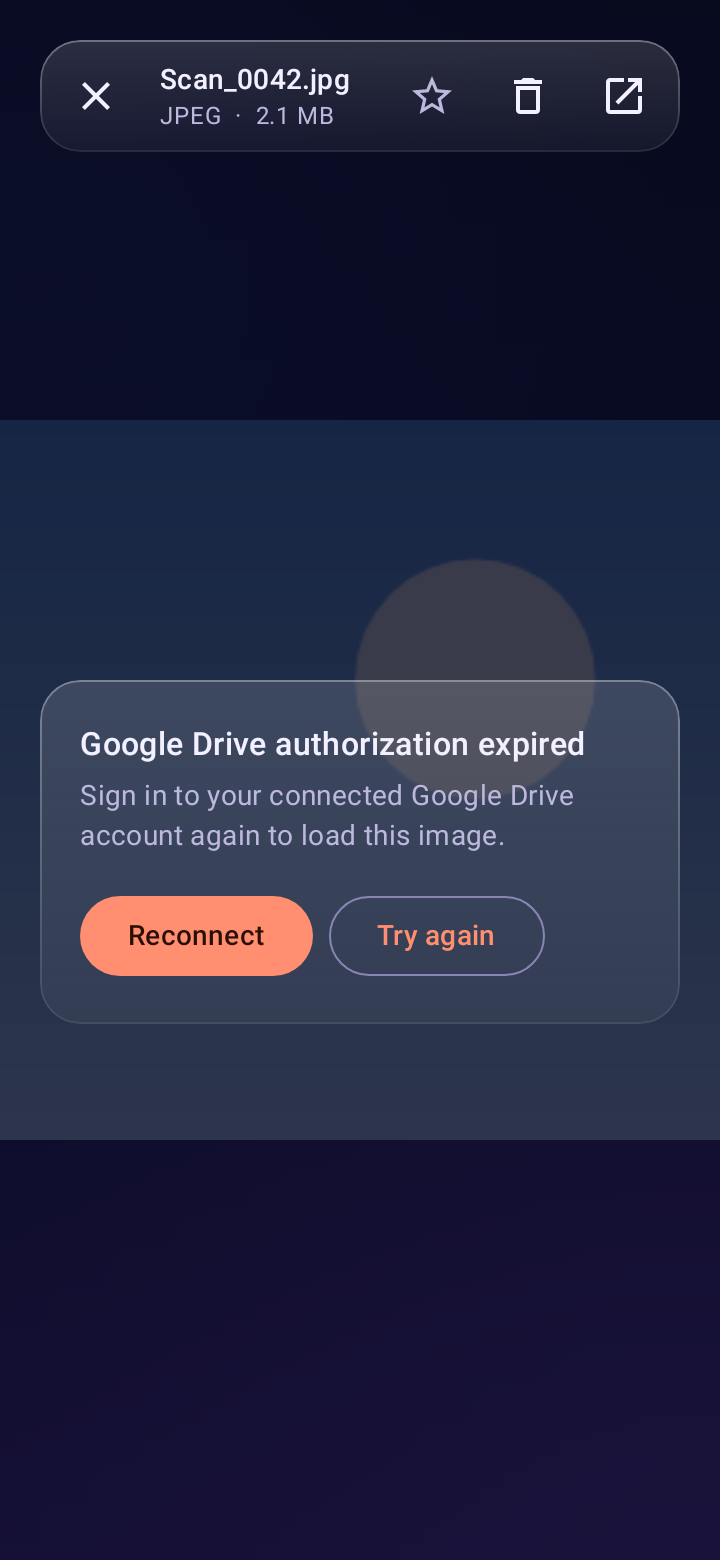 Scan_0042.jpg
JPEG · 2.1 MB
Google Drive authorization expired
Sign in to your connected Google Drive
account again to load this image.
Reconnect
Try again